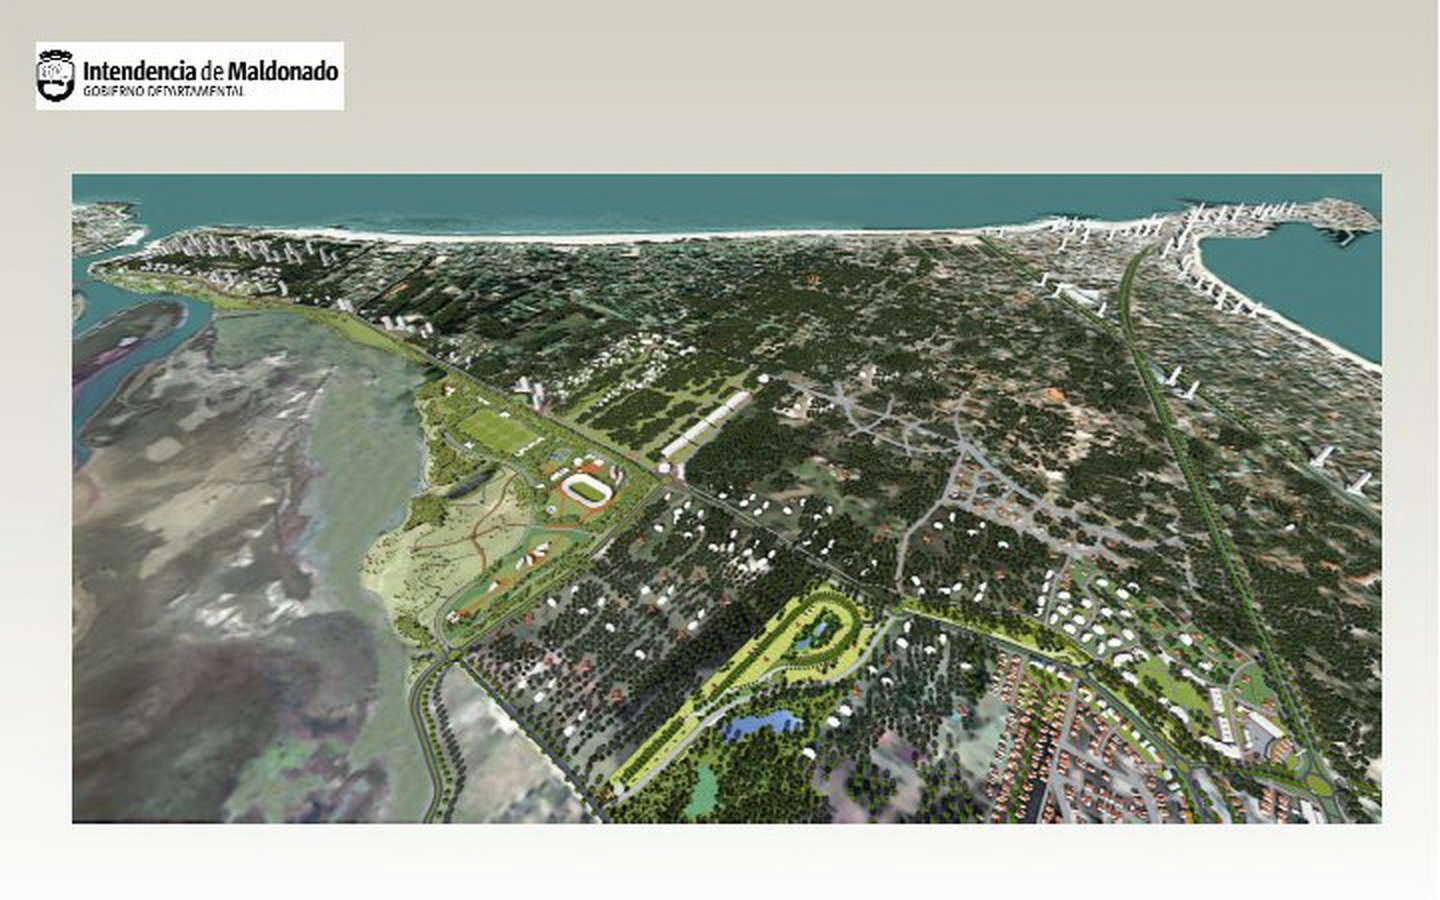 Intendencia de Maldonado
GOBIERNO DEPARTAMENTAL